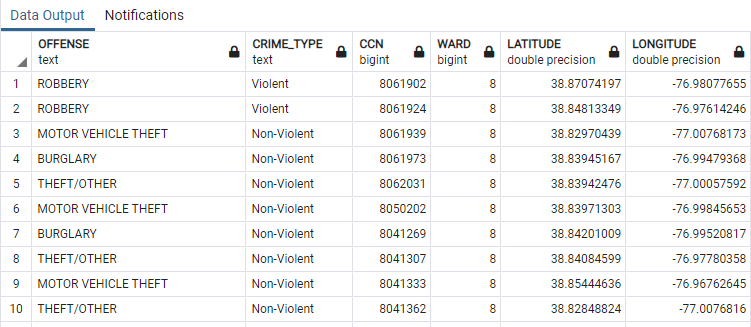 Data Output Notifications
OFFENSE CRIME_TYPE CCN WARD LATITUDE LONGITUDE
text text bigint bigint double precision double precision
1 ROBBERY Violent 8061902 8 38.87074197 -76.98077655
2 ROBBERY Violent 8061924 8 38.84813349 -76.97614246
3 MOTOR VEHICLE THEFT Non-Violent 8061939 8 38.82970439 -77.00768173
4 BURGLARY Non-Violent 8061973 8 38.83945167 -76.99479368
5 THEFT/OTHER Non-Violent 8062031 8 38.83942476 -77.00057592
6 MOTOR VEHICLE THEFT Non-Violent 8050202 8 38.83971303 -76.99845653
7 BURGLARY Non-Violent 8041269 8 38.84201009 -76.99520817
8 THEFT/OTHER Non-Violent 8041307 8 38.84084599 -76.97780358
9 MOTOR VEHICLE THEFT Non-Violent 8041333 8 38.85444636 -76.96762645
10 THEFT/OTHER Non-Violent 8041362 8 38.82848824 -77.0076816